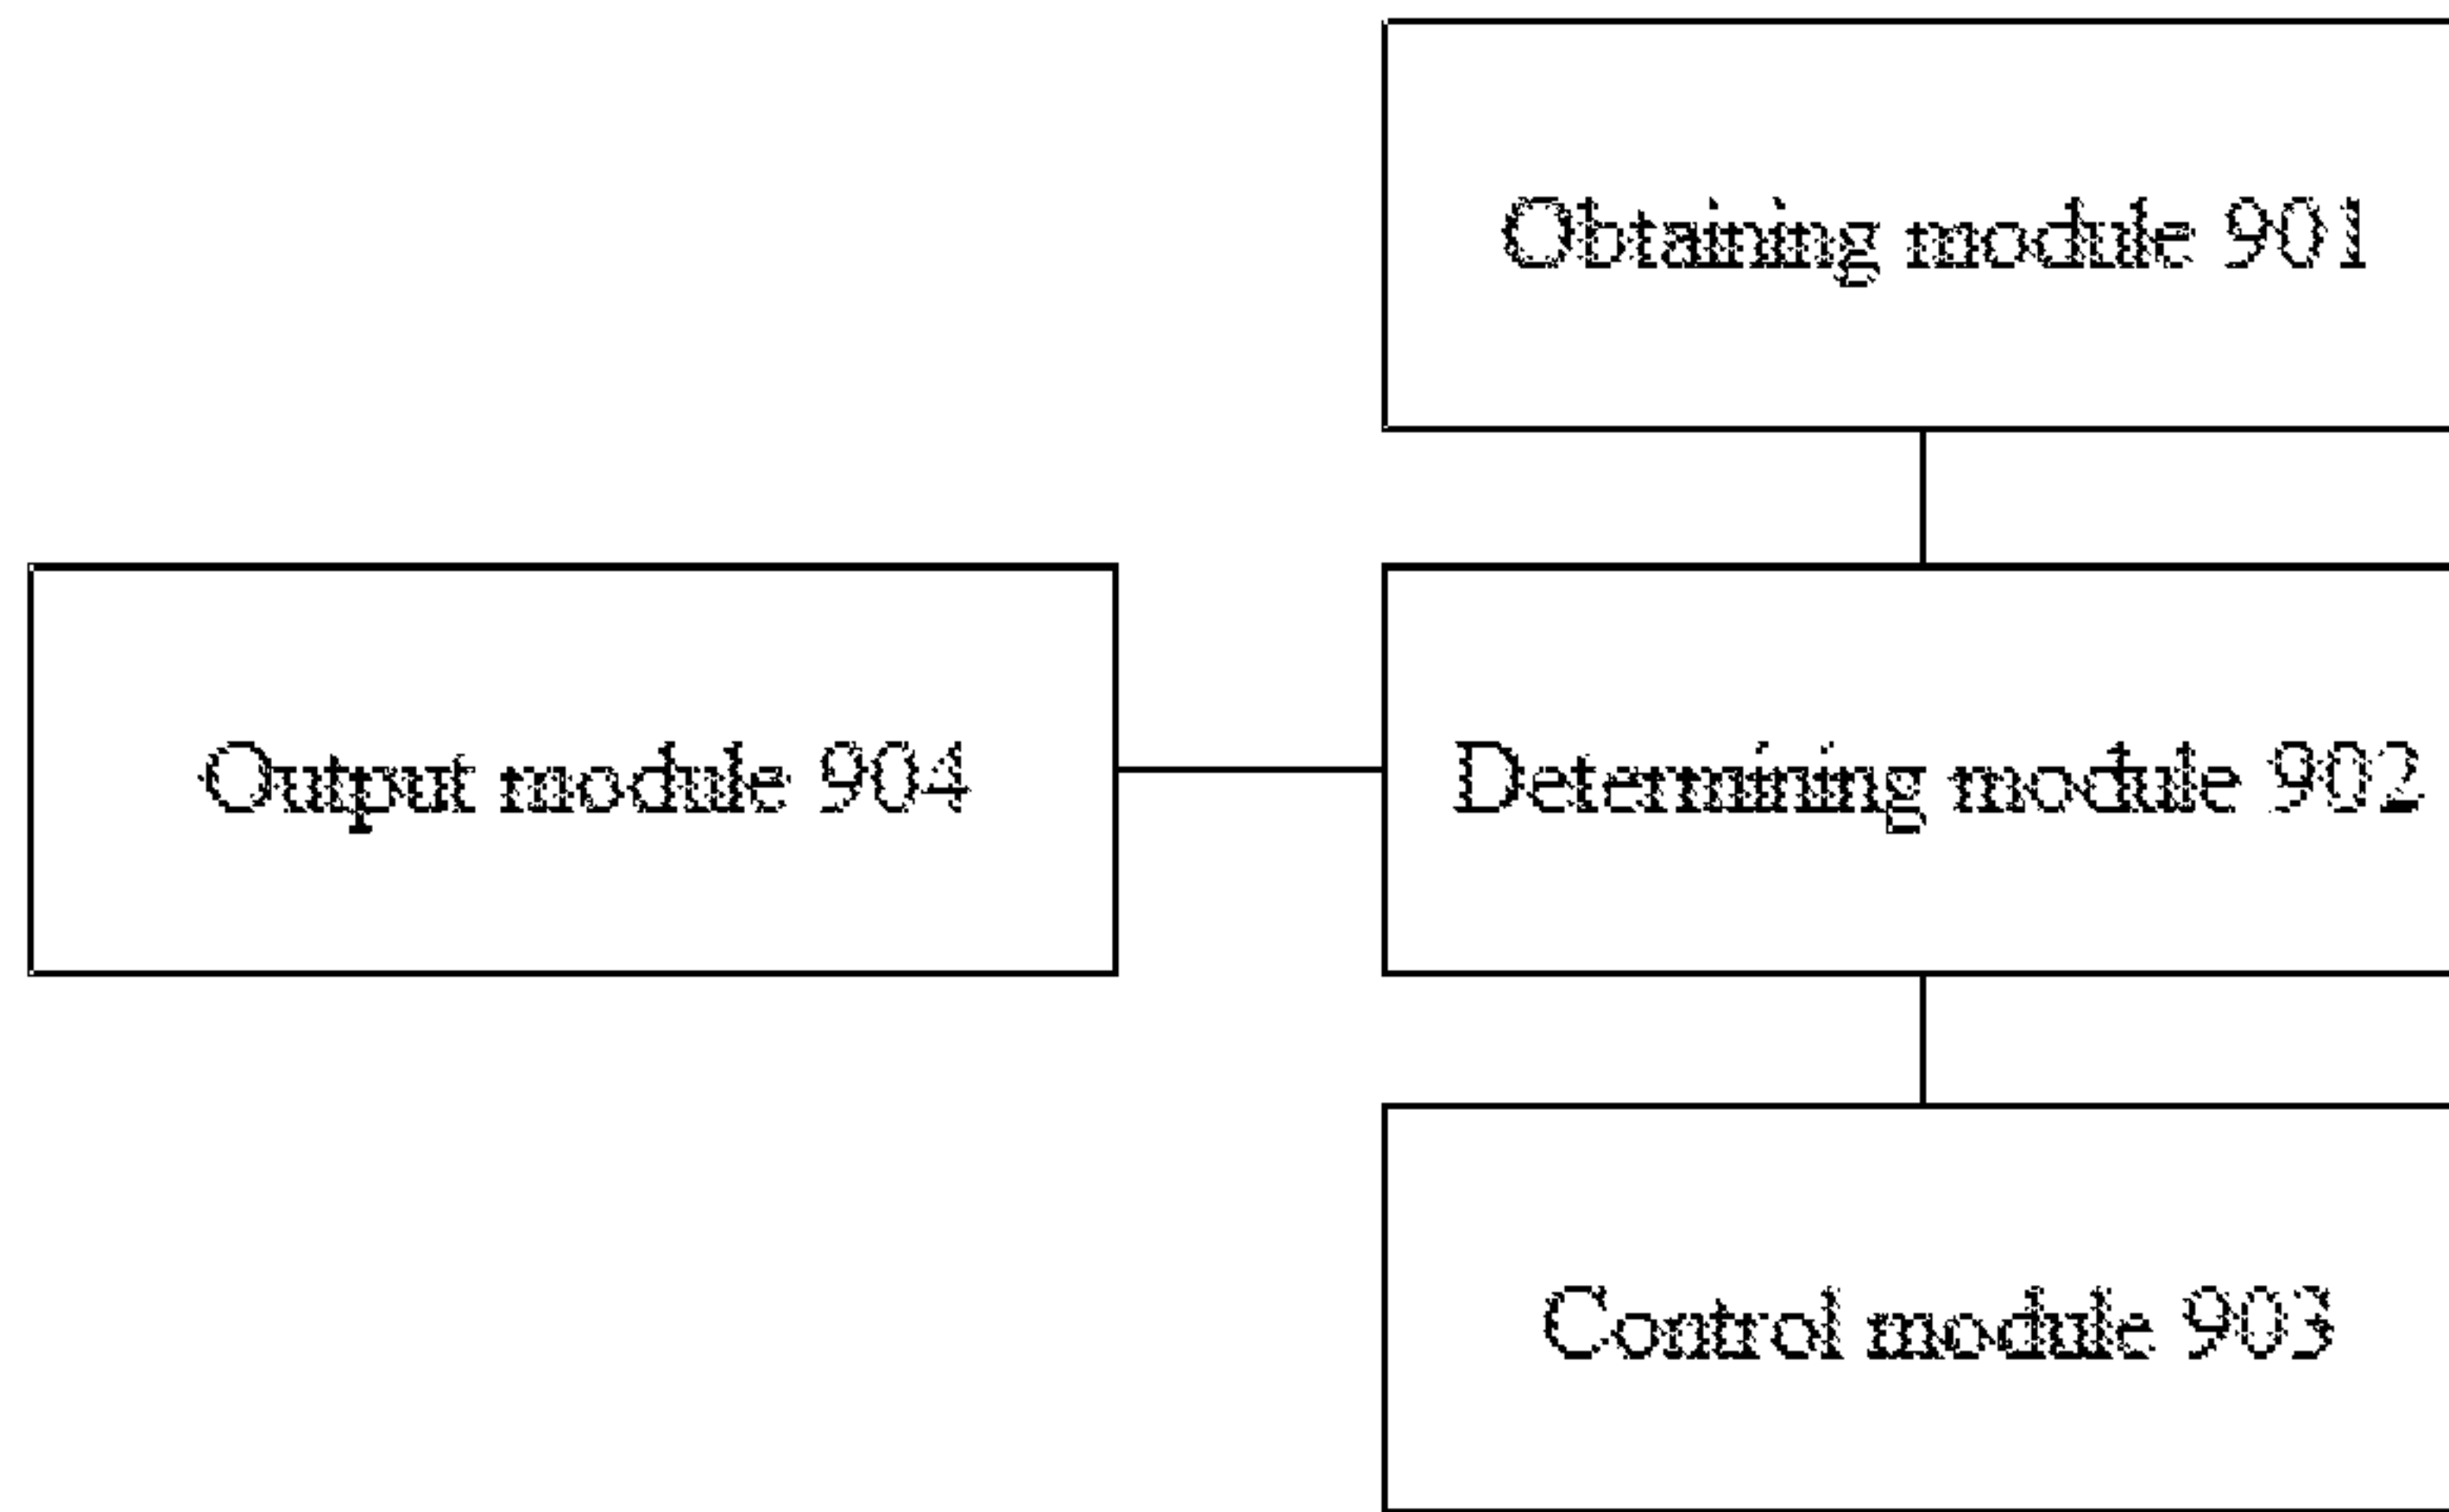 Obtaining module 901
Output module 904
Determining module 902
Control module 903